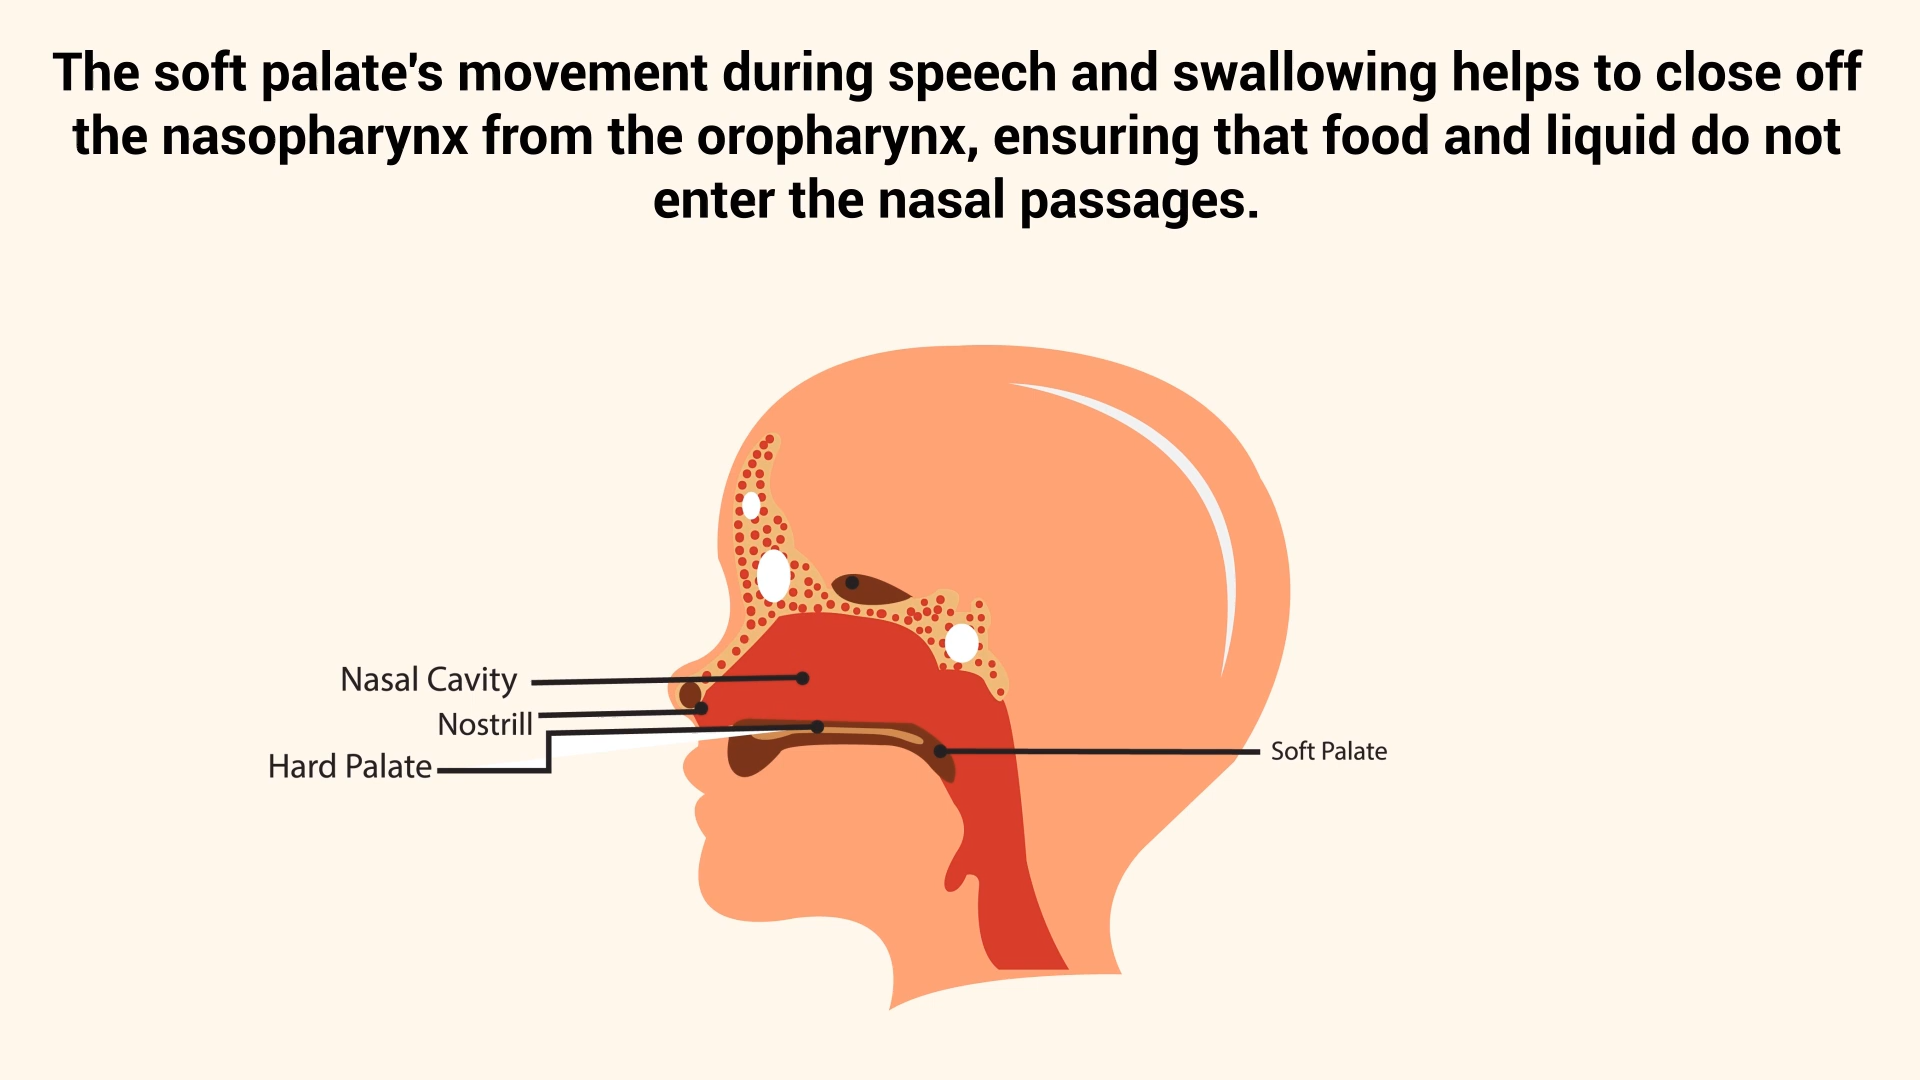 The soft palate's movement during speech and swallowing helps to close off
the nasopharynx from the oropharynx, ensuring that food and liquid do not
enter the nasal passages.
Nasal Cavity
Nostrill
Hard Palate
Soft Palate